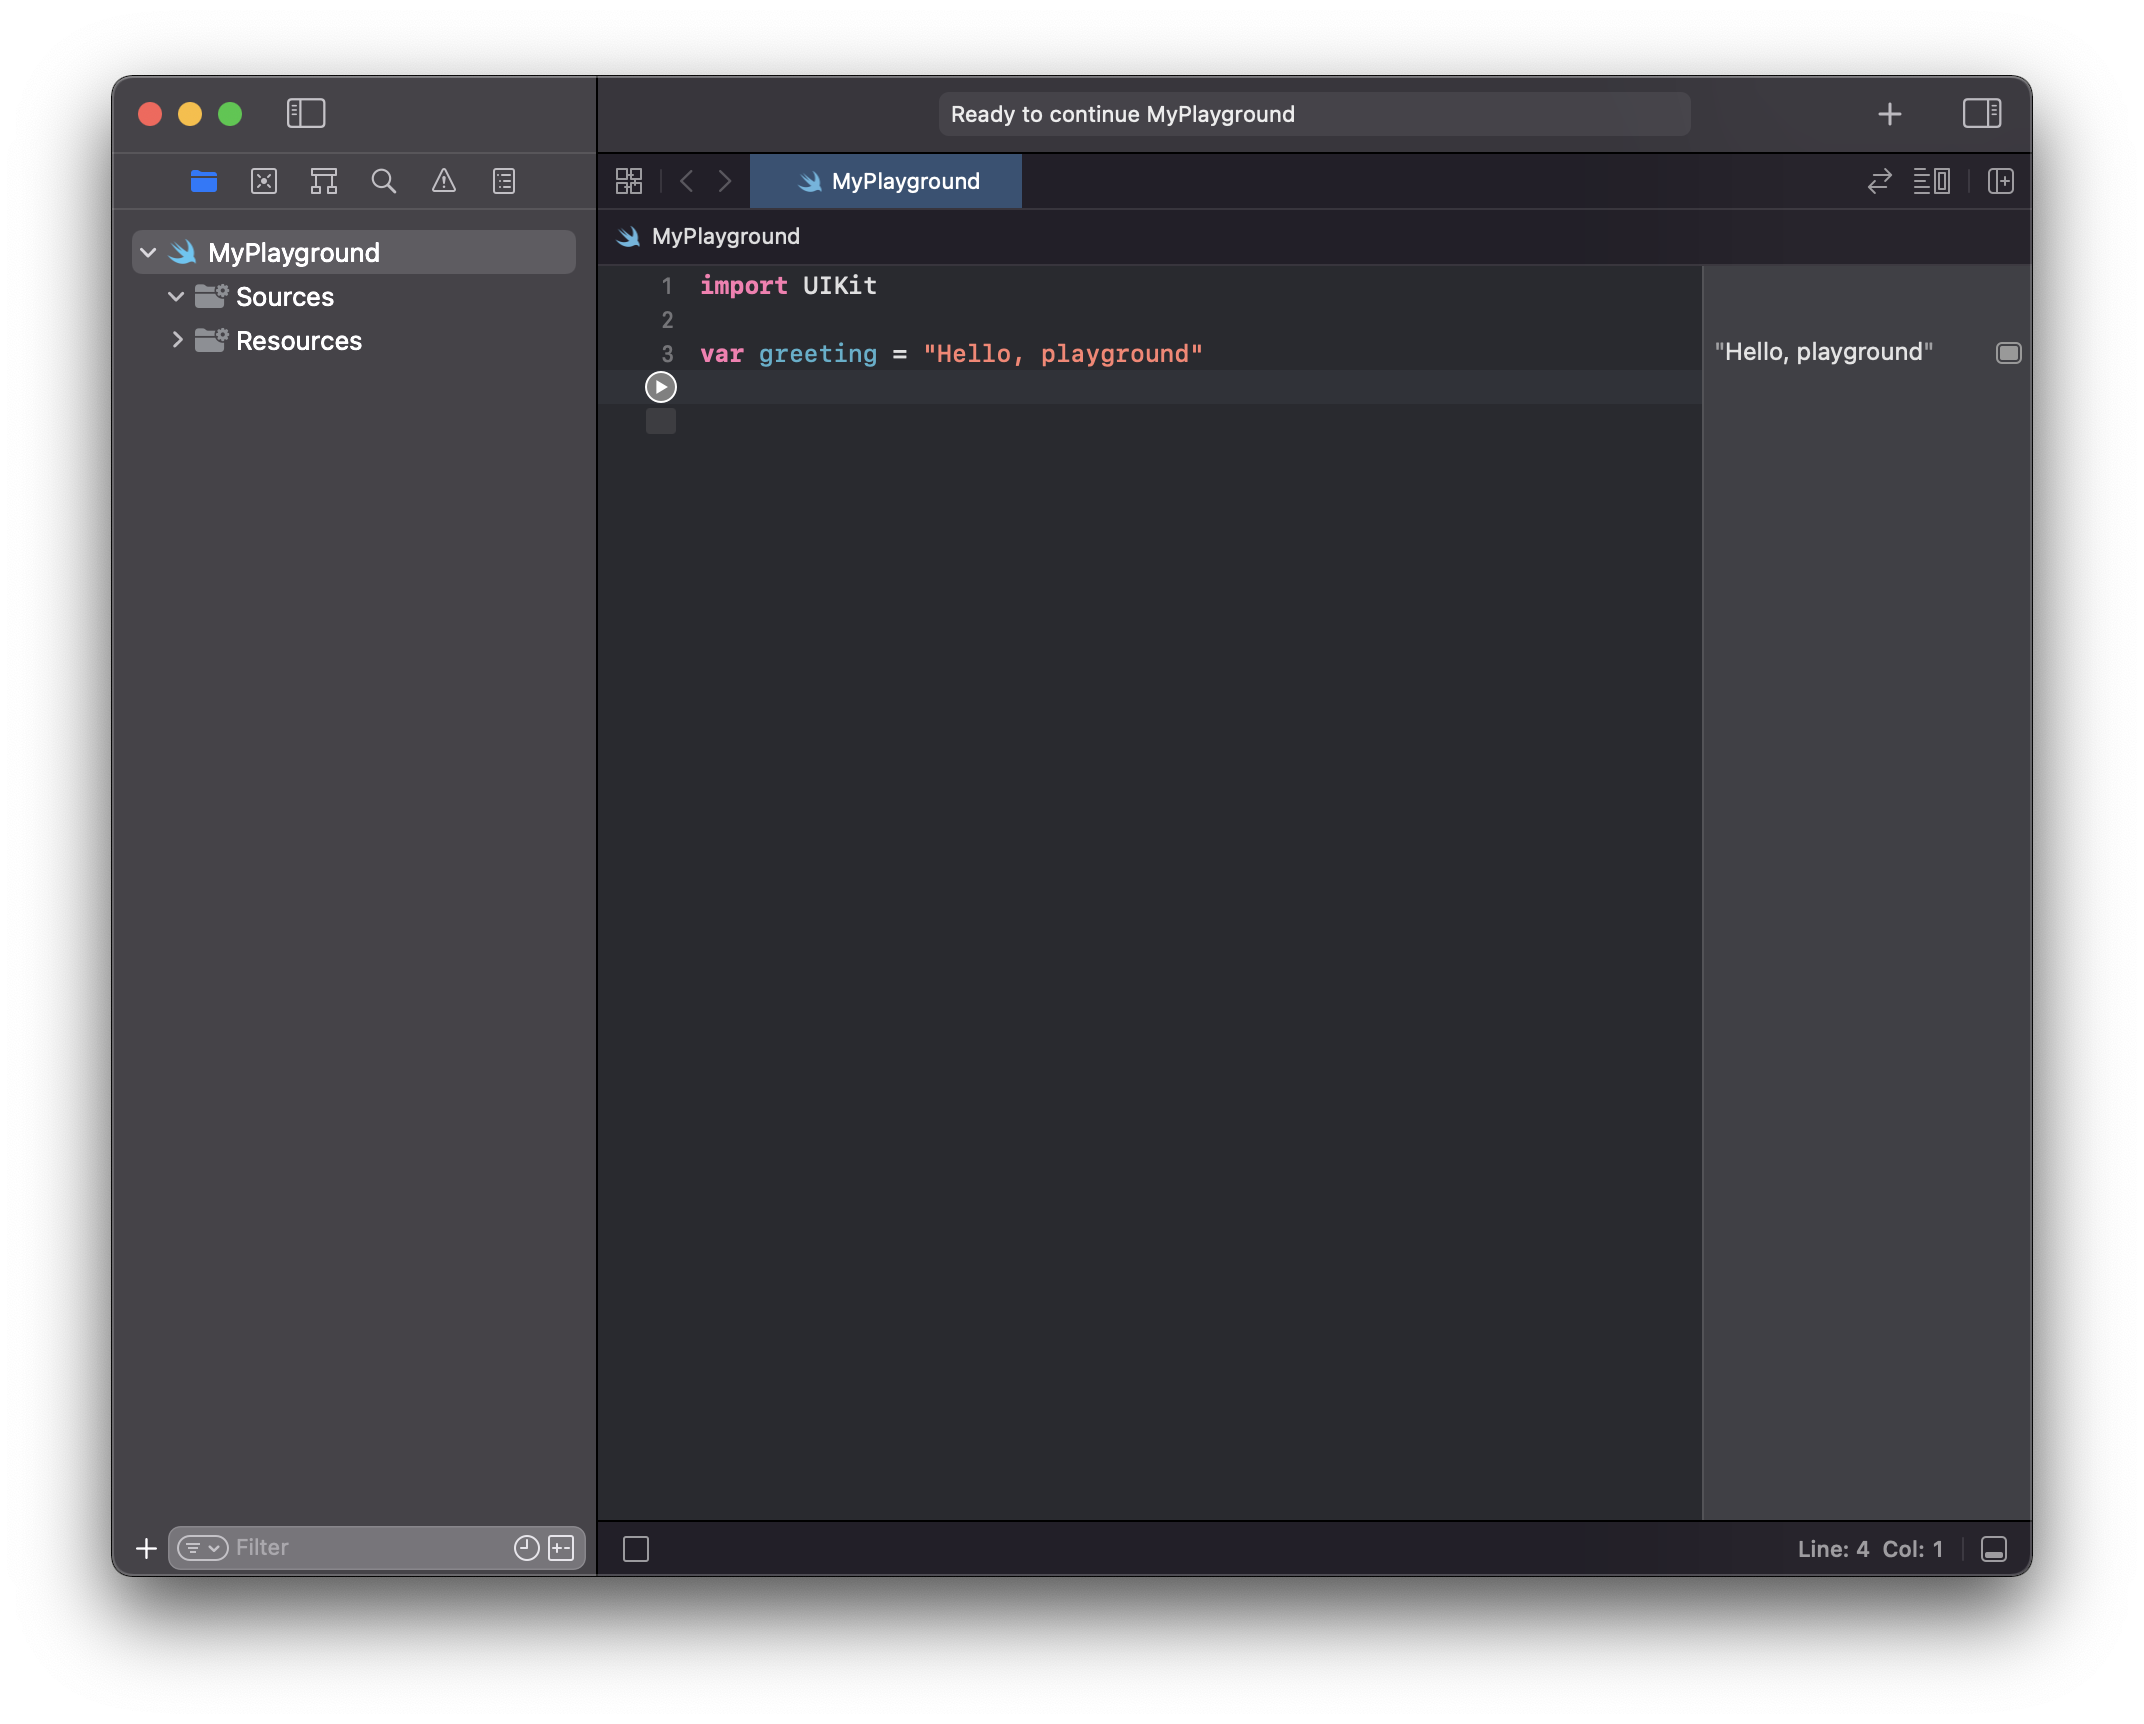 Ready to continue MyPlayground
MyPlayground
MyPlayground
MyPlayground
Sources
Resources
1 import UIKit
2
3 var greeting = "Hello, playground"
"Hello, playground"
Filter
Line: 4 Col: 1